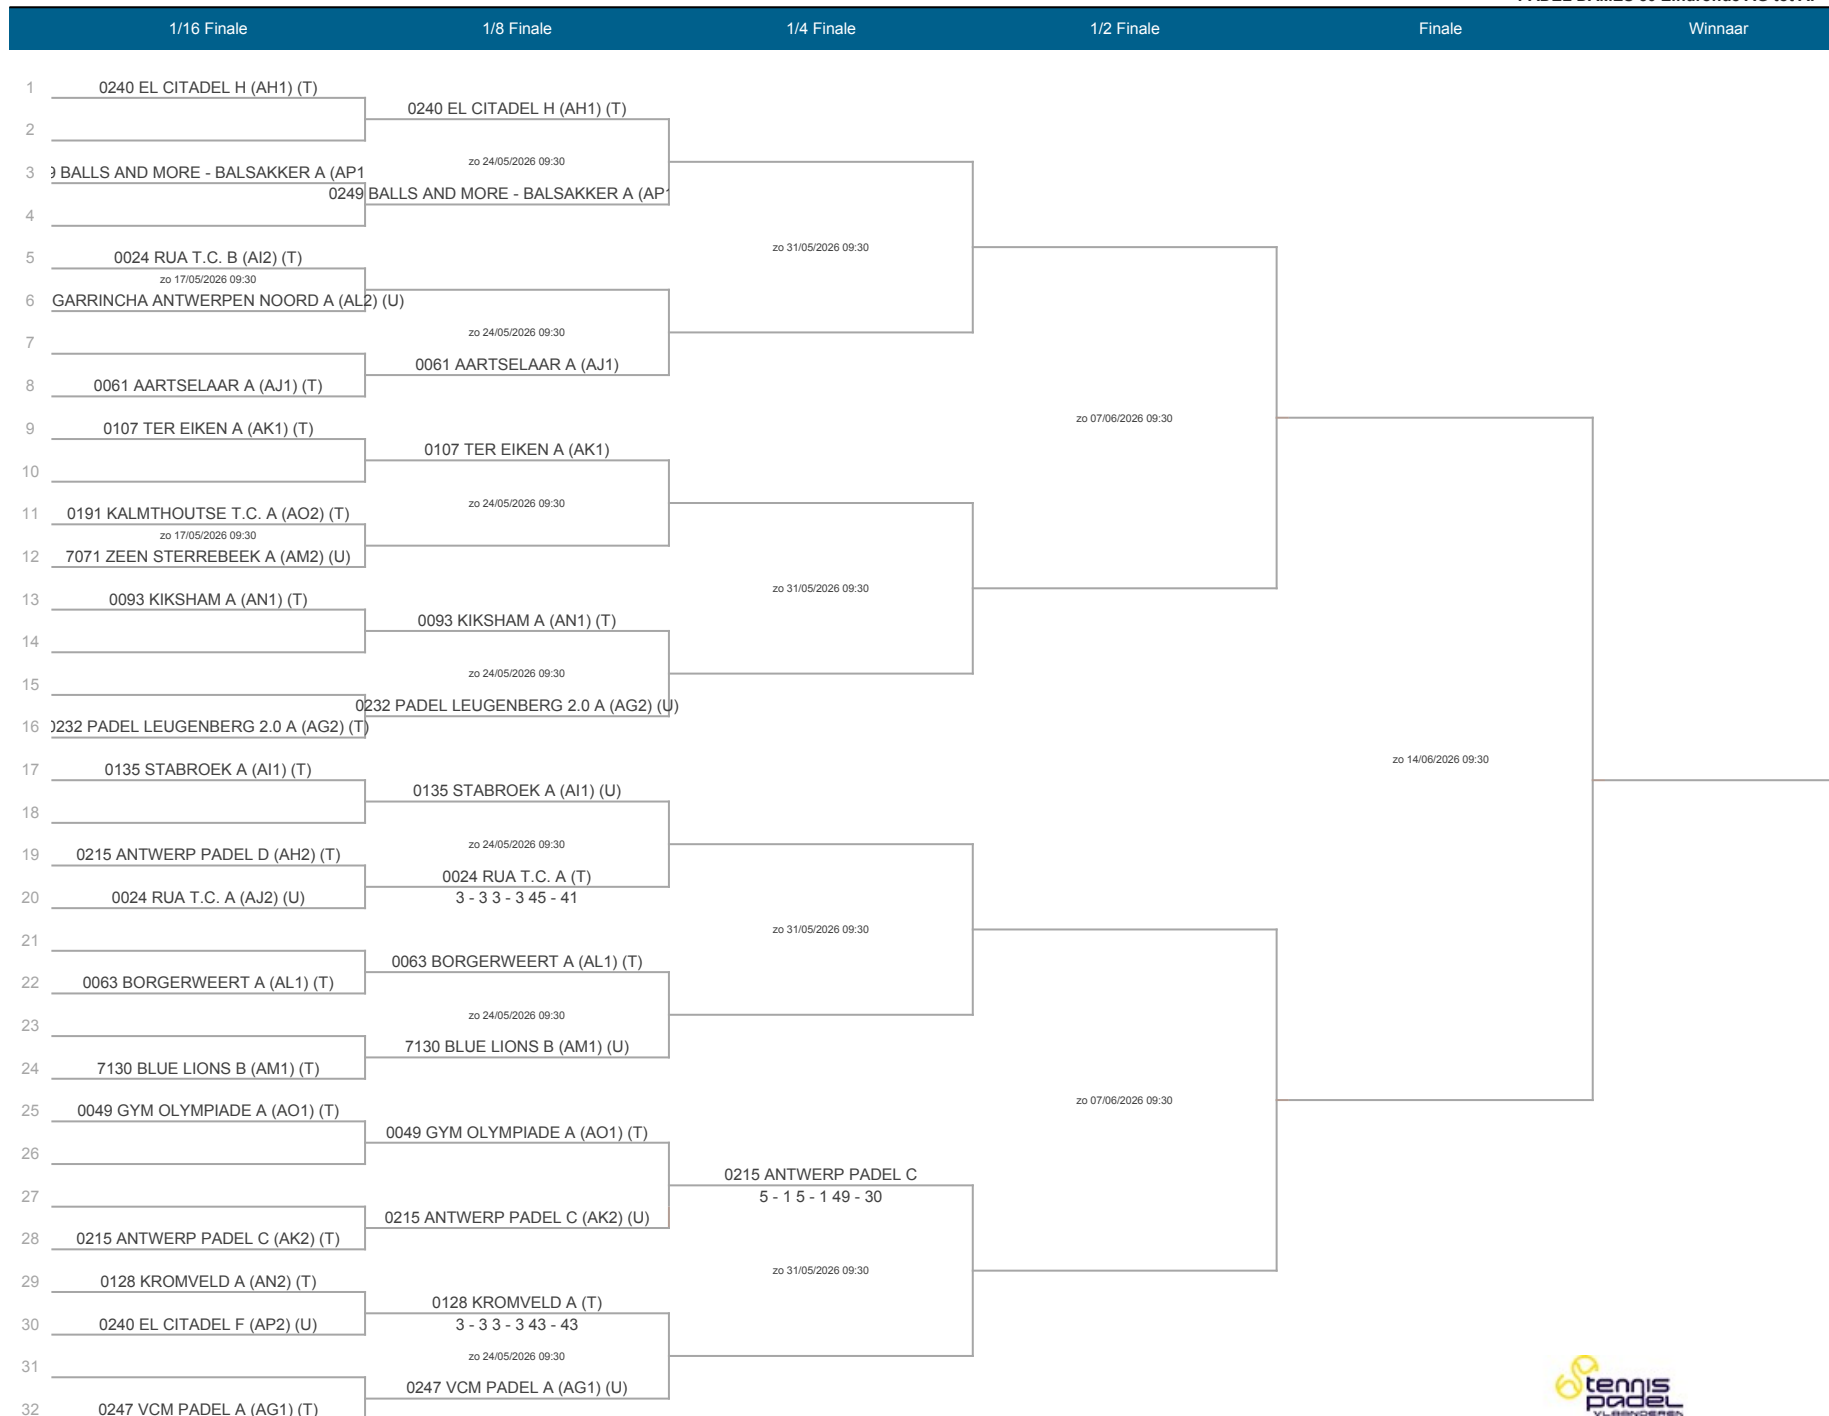 1/16 Finale 1/8 Finale 1/4 Finale 1/2 Finale Finale Winnaar
1 0240 EL CITADEL H (AH1) (T)
0240 EL CITADEL H (AH1) (T)
2
zo 24/05/2026 09:30
3 9 BALLS AND MORE - BALSAKKER A (AP1
0249 BALLS AND MORE - BALSAKKER A (AP1
4
zo 31/05/2026 09:30
5 0024 RUA T.C. B (AI2) (T)
zo 17/05/2026 09:30
6 GARRINCHA ANTWERPEN NOORD A (AL2) (U)
zo 24/05/2026 09:30
7
0061 AARTSELAAR A (AJ1)
8 0061 AARTSELAAR A (AJ1) (T)
zo 07/06/2026 09:30
9 0107 TER EIKEN A (AK1) (T)
0107 TER EIKEN A (AK1)
10
zo 24/05/2026 09:30
11 0191 KALMTHOUTSE T.C. A (AO2) (T)
zo 17/05/2026 09:30
12 7071 ZEEN STERREBEEK A (AM2) (U)
zo 31/05/2026 09:30
13 0093 KIKSHAM A (AN1) (T)
0093 KIKSHAM A (AN1) (T)
14
zo 24/05/2026 09:30
15
0232 PADEL LEUGENBERG 2.0 A (AG2) (U)
16 0232 PADEL LEUGENBERG 2.0 A (AG2) (T)
zo 14/06/2026 09:30
17 0135 STABROEK A (AI1) (T)
0135 STABROEK A (AI1) (U)
18
zo 24/05/2026 09:30
19 0215 ANTWERP PADEL D (AH2) (T)
0024 RUA T.C. A (T)
20 0024 RUA T.C. A (AJ2) (U) 3 - 3 3 - 3 45 - 41
zo 31/05/2026 09:30
21
0063 BORGERWEERT A (AL1) (T)
22 0063 BORGERWEERT A (AL1) (T)
zo 24/05/2026 09:30
23
7130 BLUE LIONS B (AM1) (U)
24 7130 BLUE LIONS B (AM1) (T)
zo 07/06/2026 09:30
25 0049 GYM OLYMPIADE A (AO1) (T)
0049 GYM OLYMPIADE A (AO1) (T)
26
0215 ANTWERP PADEL C
27 5 - 1 5 - 1 49 - 30
0215 ANTWERP PADEL C (AK2) (U)
28 0215 ANTWERP PADEL C (AK2) (T)
zo 31/05/2026 09:30
29 0128 KROMVELD A (AN2) (T)
0128 KROMVELD A (T)
30 0240 EL CITADEL F (AP2) (U) 3 - 3 3 - 3 43 - 43
zo 24/05/2026 09:30
31
0247 VCM PADEL A (AG1) (U)
32 0247 VCM PADEL A (AG1) (T)
tennis
padel
VLAANDEREN